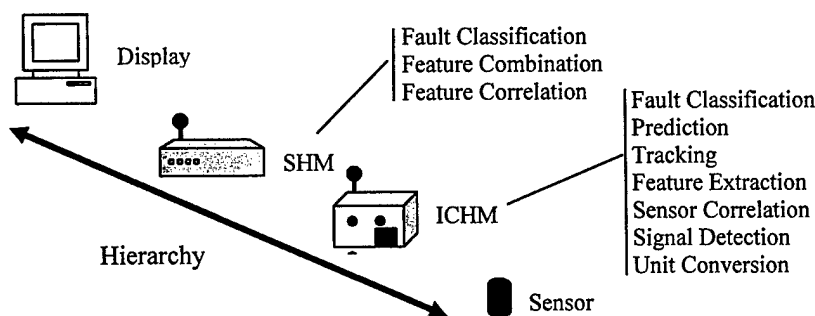 Display
Fault Classification
Feature Combination
Feature Correlation
SHM
Fault Classification
Prediction
Tracking
Feature Extraction
Sensor Correlation
Signal Detection
Unit Conversion
ICHM
Hierarchy
Sensor